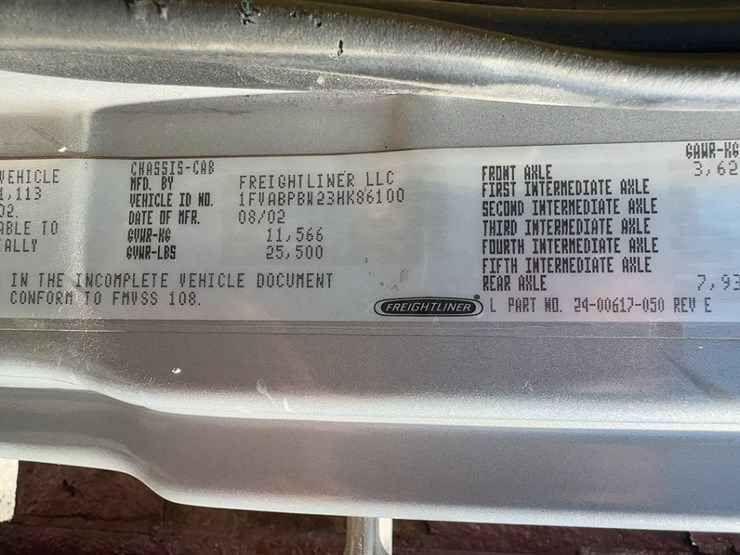 VEHICLE
1,113
02.
ABLE TO
ALLY
IN THE INCOMPLETE VEHICLE DOCUMENT
CONFORM TO FMVSS 108.
CHASSIS-CAB
MFD. BY FREIGHTLINER LLC
VEHICLE ID NO. 1FVABPBW23HK86100
DATE OF MFR. 08/02
GVWR-KG 11,566
GVWR-LBS 25,500
FREIGHTLINER
GAWR-KG
FRONT AXLE 3,62
FIRST INTERMEDIATE AXLE
SECOND INTERMEDIATE AXLE
THIRD INTERMEDIATE AXLE
FOURTH INTERMEDIATE AXLE
FIFTH INTERMEDIATE AXLE
REAR AXLE 7,93
L PART NO. 24-00617-050 REV E